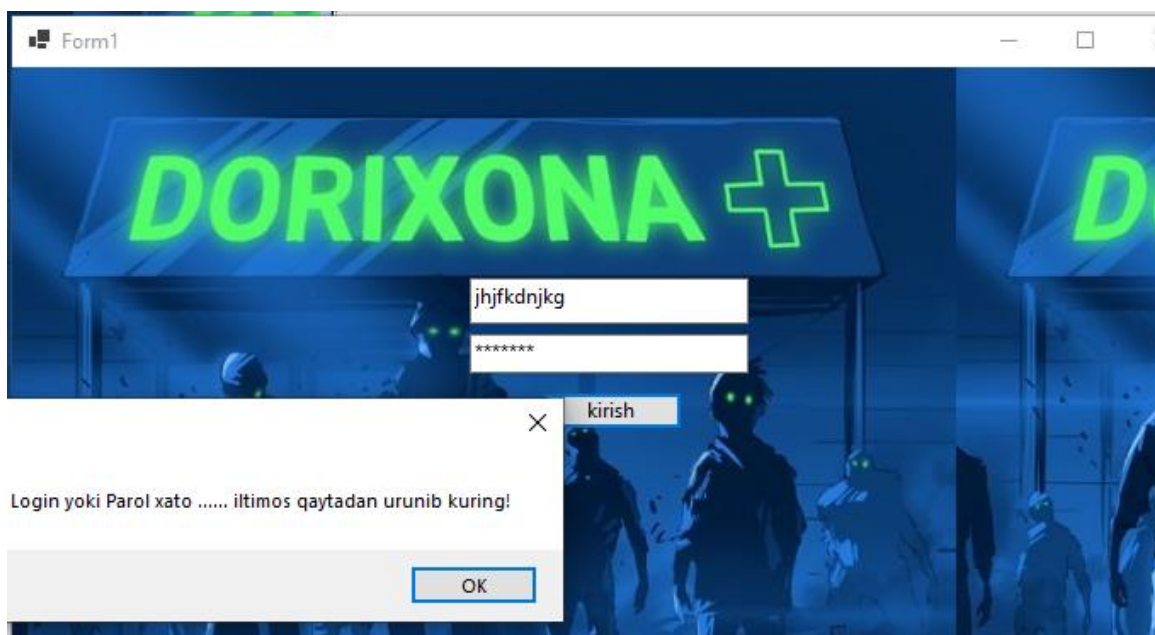 Form1
DORIXONA
D
jhjfkdnjkg
*******
kirish
Login yoki Parol xato ...... iltimos qaytadan urunib kuring!
OK